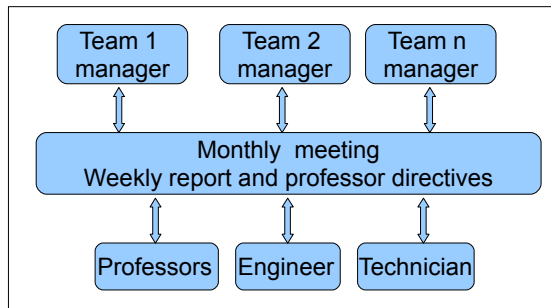 Team 1
manager
Team 2
manager
Team n
manager
Monthly meeting
Weekly report and professor directives
Professors
Engineer
Technician